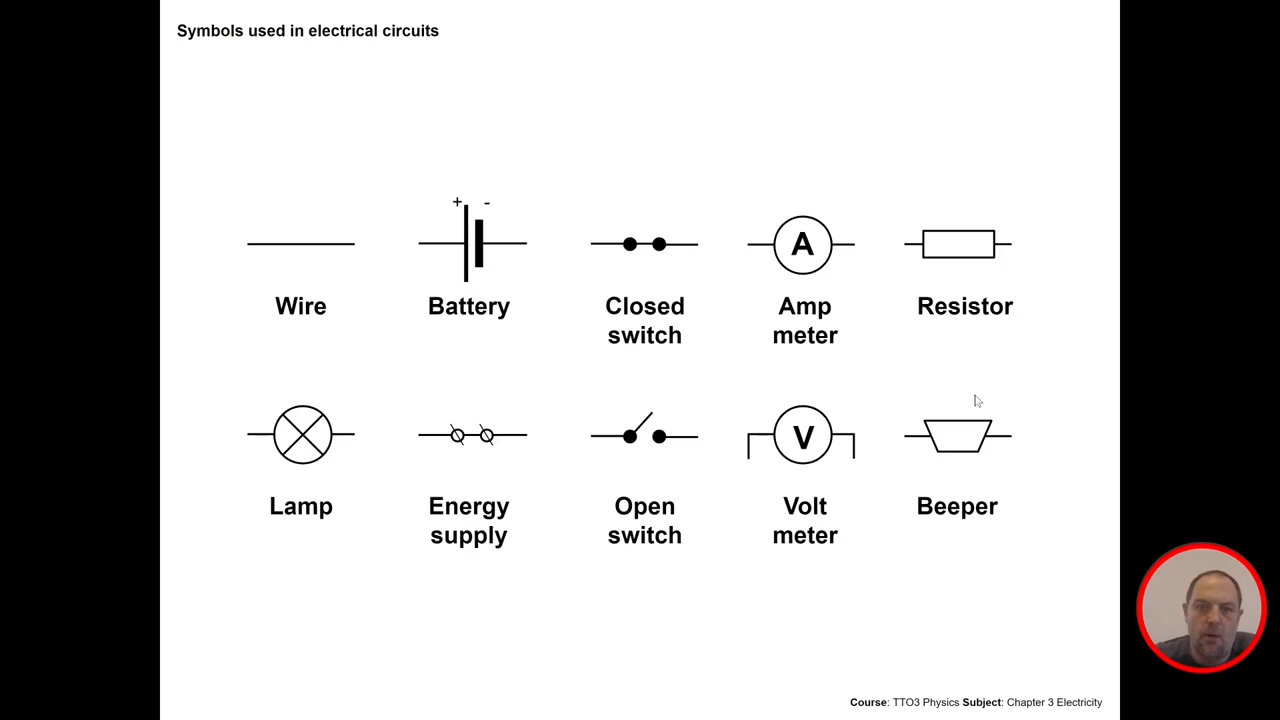 Symbols used in electrical circuits
+ -
A
Wire Battery Closed switch Amp meter Resistor
V
Lamp Energy supply Open switch Volt meter Beeper
Course: TTO3 Physics Subject: Chapter 3 Electricity